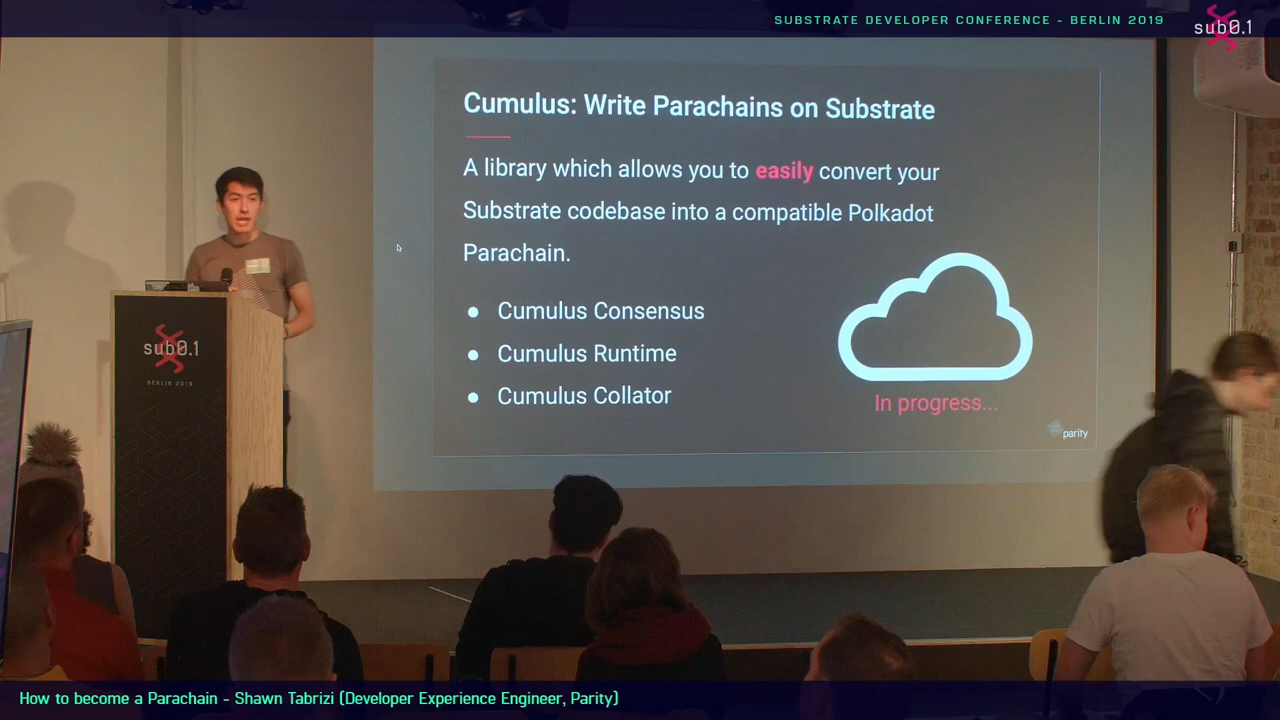 SUBSTRATE DEVELOPER CONFERENCE - BERLIN 2019
sub0.1
Cumulus: Write Parachains on Substrate
A library which allows you to easily convert your
Substrate codebase into a compatible Polkadot
Parachain.
● Cumulus Consensus
● Cumulus Runtime
● Cumulus Collator
In progress...
parity
sub0.1
BERLIN 2019
How to become a Parachain - Shawn Tabrizi (Developer Experience Engineer, Parity)